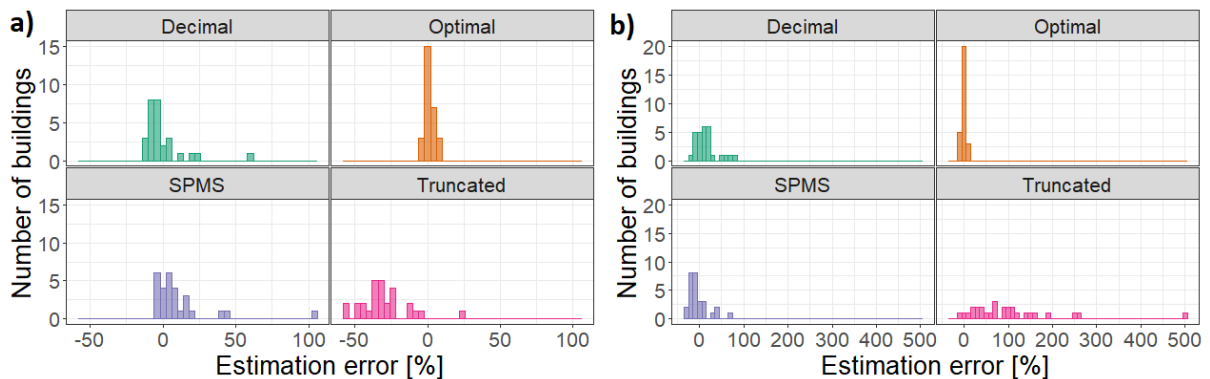 a)
Decimal Optimal
15
10
5
0
SPMS Truncated
15
10
5
0
-50 0 50 100 -50 0 50 100
Estimation error [%]
Number of buildings
b)
Decimal Optimal
20
15
10
5
0
SPMS Truncated
20
15
10
5
0
0 100 200 300 400 500 0 100 200 300 400 500
Estimation error [%]
Number of buildings